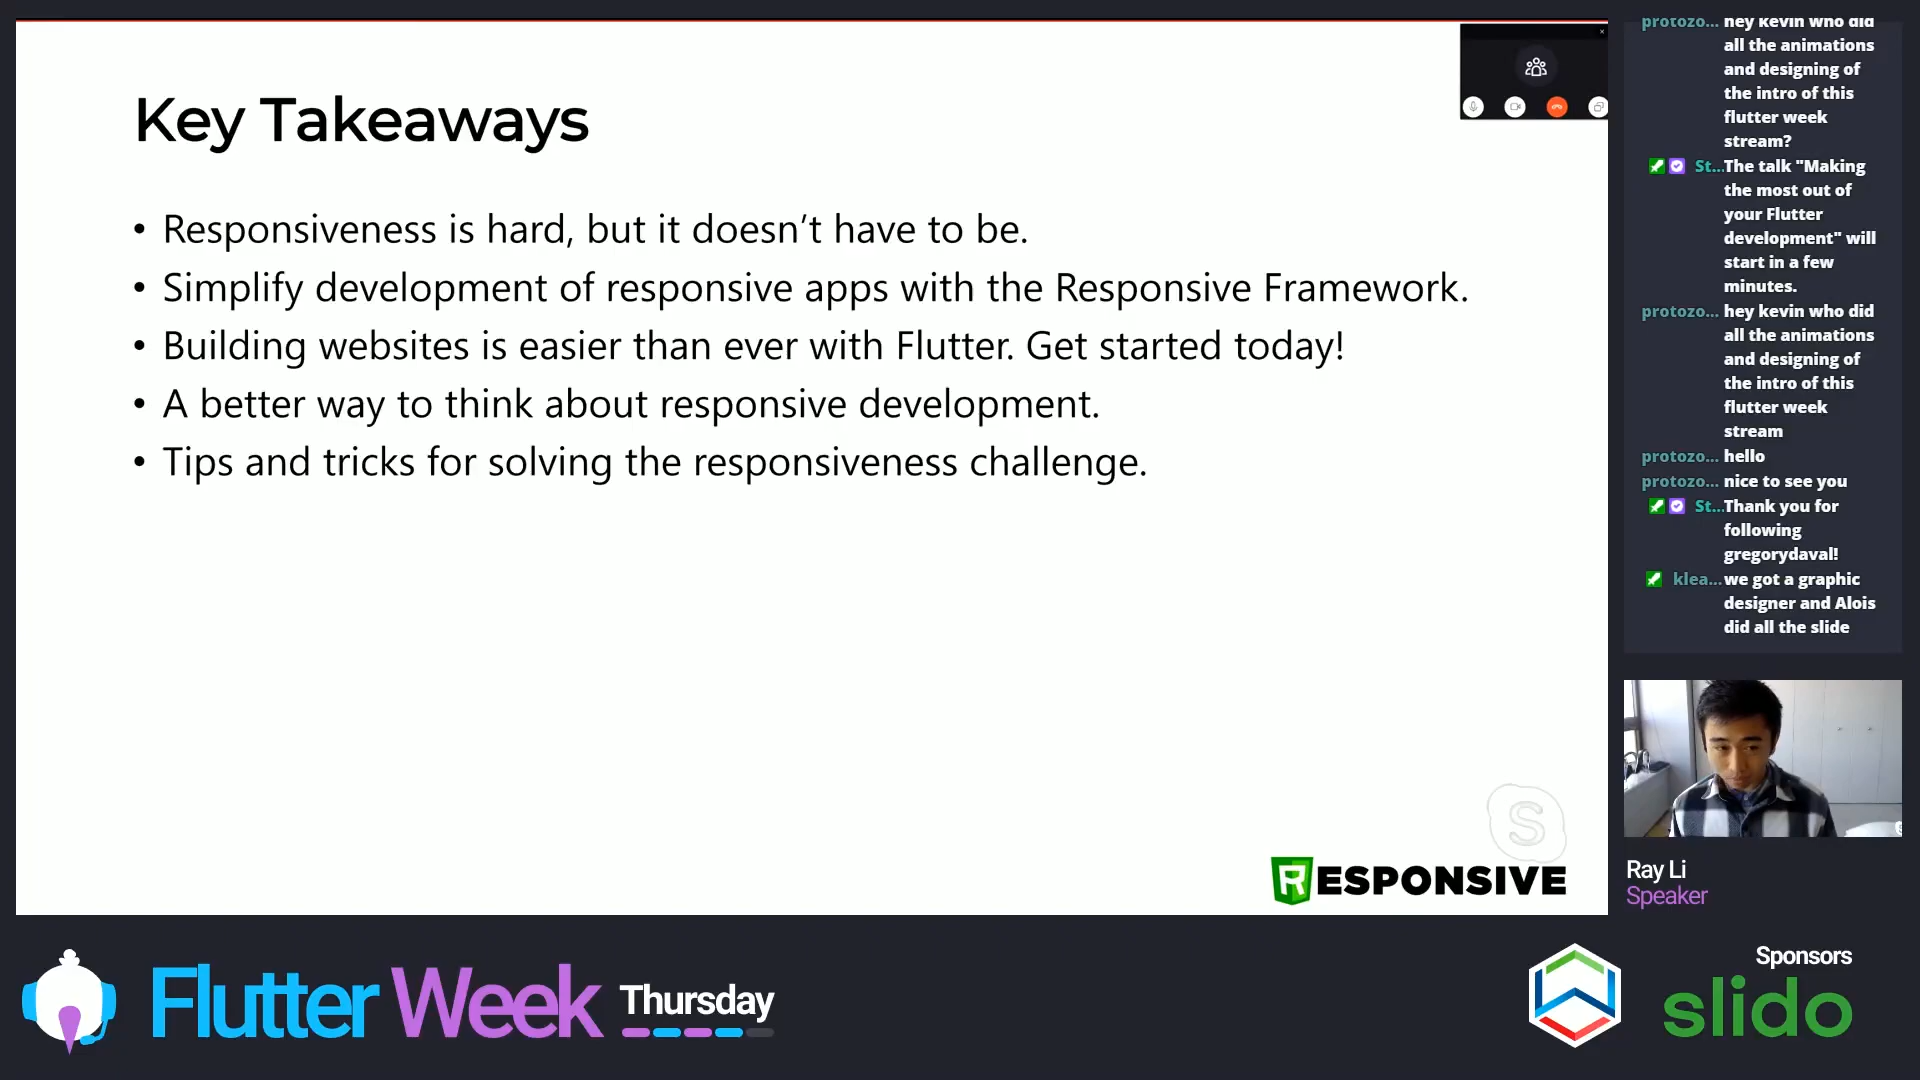 Key Takeaways
• Responsiveness is hard, but it doesn’t have to be.
• Simplify development of responsive apps with the Responsive Framework.
• Building websites is easier than ever with Flutter. Get started today!
• A better way to think about responsive development.
• Tips and tricks for solving the responsiveness challenge.
S
RESPONSIVE
protozo... hey kevin who did
all the animations
and designing of
the intro of this
flutter week
stream?
St... The talk "Making
the most out of
your Flutter
development" will
start in a few
minutes.
protozo... hey kevin who did
all the animations
and designing of
the intro of this
flutter week
stream
protozo... hello
protozo... nice to see you
St... Thank you for
following
gregorydaval!
klea... we got a graphic
designer and Alois
did all the slide
Ray Li
Speaker
Flutter Week Thursday
Sponsors
slido